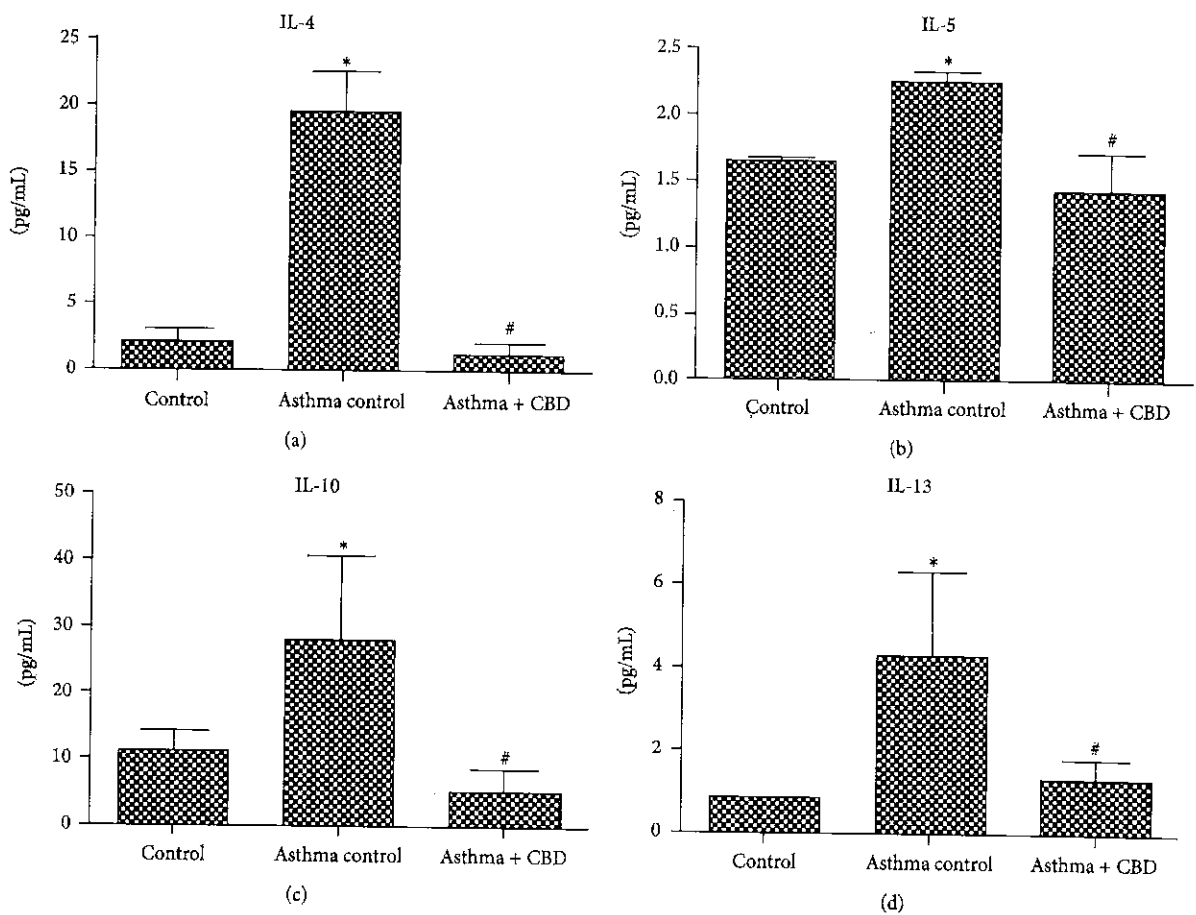 IL-4
25
20
15
10
5
0
(pg/mL)
*
#
Control
Asthma control
Asthma + CBD
(a)
IL-5
2.5
2.0
1.5
1.0
0.5
0.0
(pg/mL)
*
#
Control
Asthma control
Asthma + CBD
(b)
IL-10
50
40
30
20
10
0
(pg/mL)
*
#
Control
Asthma control
Asthma + CBD
(c)
IL-13
8
6
4
2
0
(pg/mL)
*
#
Control
Asthma control
Asthma + CBD
(d)